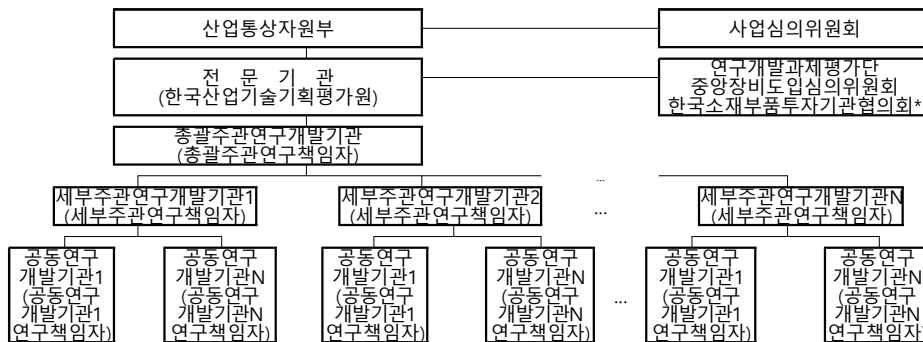 산업통상자원부
사업심의위원회
전 문 기 관
(한국산업기술기획평가원)
연구개발과제평가단
중앙장비도입심의위원회
한국소재부품투자기관협의회*
총괄주관연구개발기관
(총괄주관연구책임자)
...
세부주관연구개발기관1
(세부주관연구책임자)
세부주관연구개발기관2
(세부주관연구책임자)
...
세부주관연구개발기관N
(세부주관연구책임자)
공동연구
개발기관1
(공동연구
개발기관1
연구책임자)
공동연구
개발기관N
(공동연구
개발기관N
연구책임자)
공동연구
개발기관1
(공동연구
개발기관1
연구책임자)
공동연구
개발기관N
(공동연구
개발기관N
연구책임자)
...
공동연구
개발기관1
(공동연구
개발기관1
연구책임자)
공동연구
개발기관N
(공동연구
개발기관N
연구책임자)